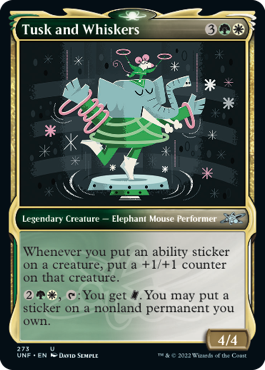 Tusk and Whiskers 3
Legendary Creature — Elephant Mouse Performer
Whenever you put an ability sticker
on a creature, put a +1/+1 counter
on that creature.
2 , : You get . You may put a
sticker on a nonland permanent you
own.
4/4
273 U
UNF • EN DAVID SEMPLE ™ & © 2022 Wizards of the Coast